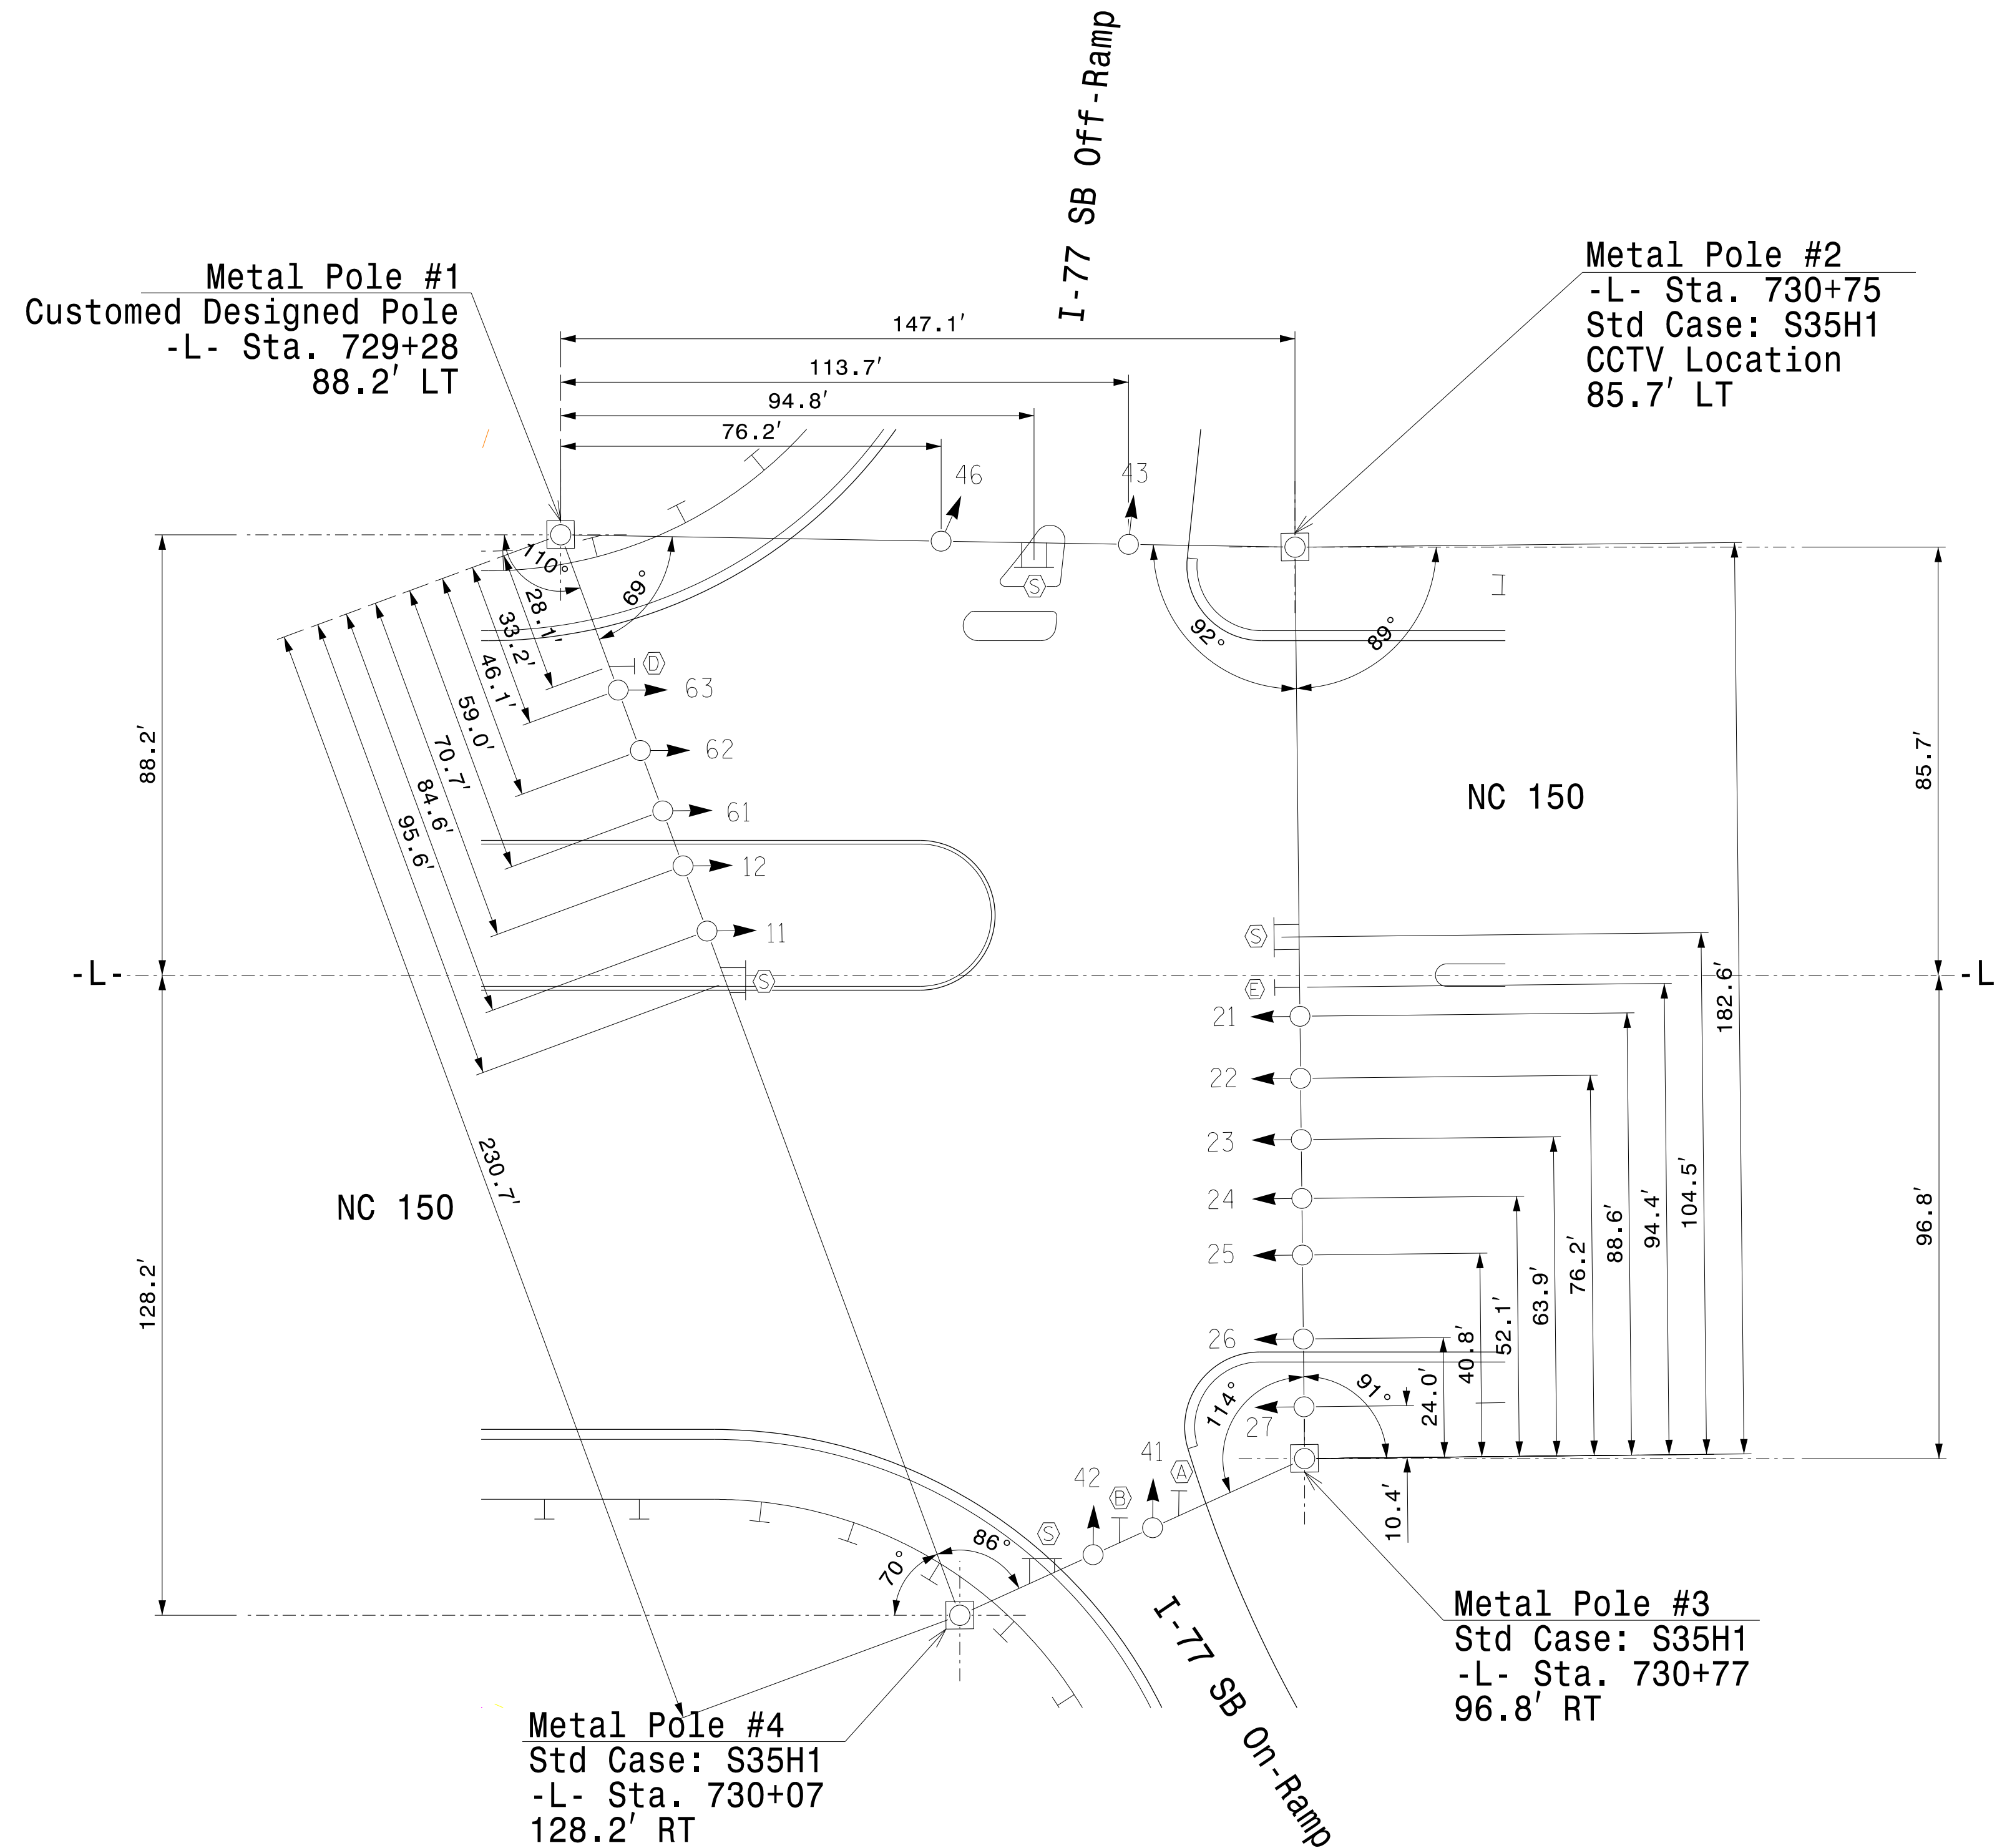 I-77 SB Off-Ramp
Metal Pole #1
Customed Designed Pole
-L- Sta. 729+28
88.2' LT
Metal Pole #2
-L- Sta. 730+75
Std Case: S35H1
CCTV Location
85.7' LT
147.1'
113.7'
94.8'
76.2'
46
43
S
110°
69°
92°
89°
28.1'
33.2'
46.1'
59.0'
70.7'
84.6'
95.6'
230.7'
D
63
62
61
12
11
S
88.2'
128.2'
85.7'
96.8'
NC 150
NC 150
-L-
-L
S
E
21
22
23
24
25
26
27
182.6'
104.5'
94.4'
88.6'
76.2'
63.9'
52.1'
40.8'
24.0'
10.4'
114°
91°
41
A
42
B
S
86°
70°
Metal Pole #3
Std Case: S35H1
-L- Sta. 730+77
96.8' RT
Metal Pole #4
Std Case: S35H1
-L- Sta. 730+07
128.2' RT
I-77 SB On-Ramp